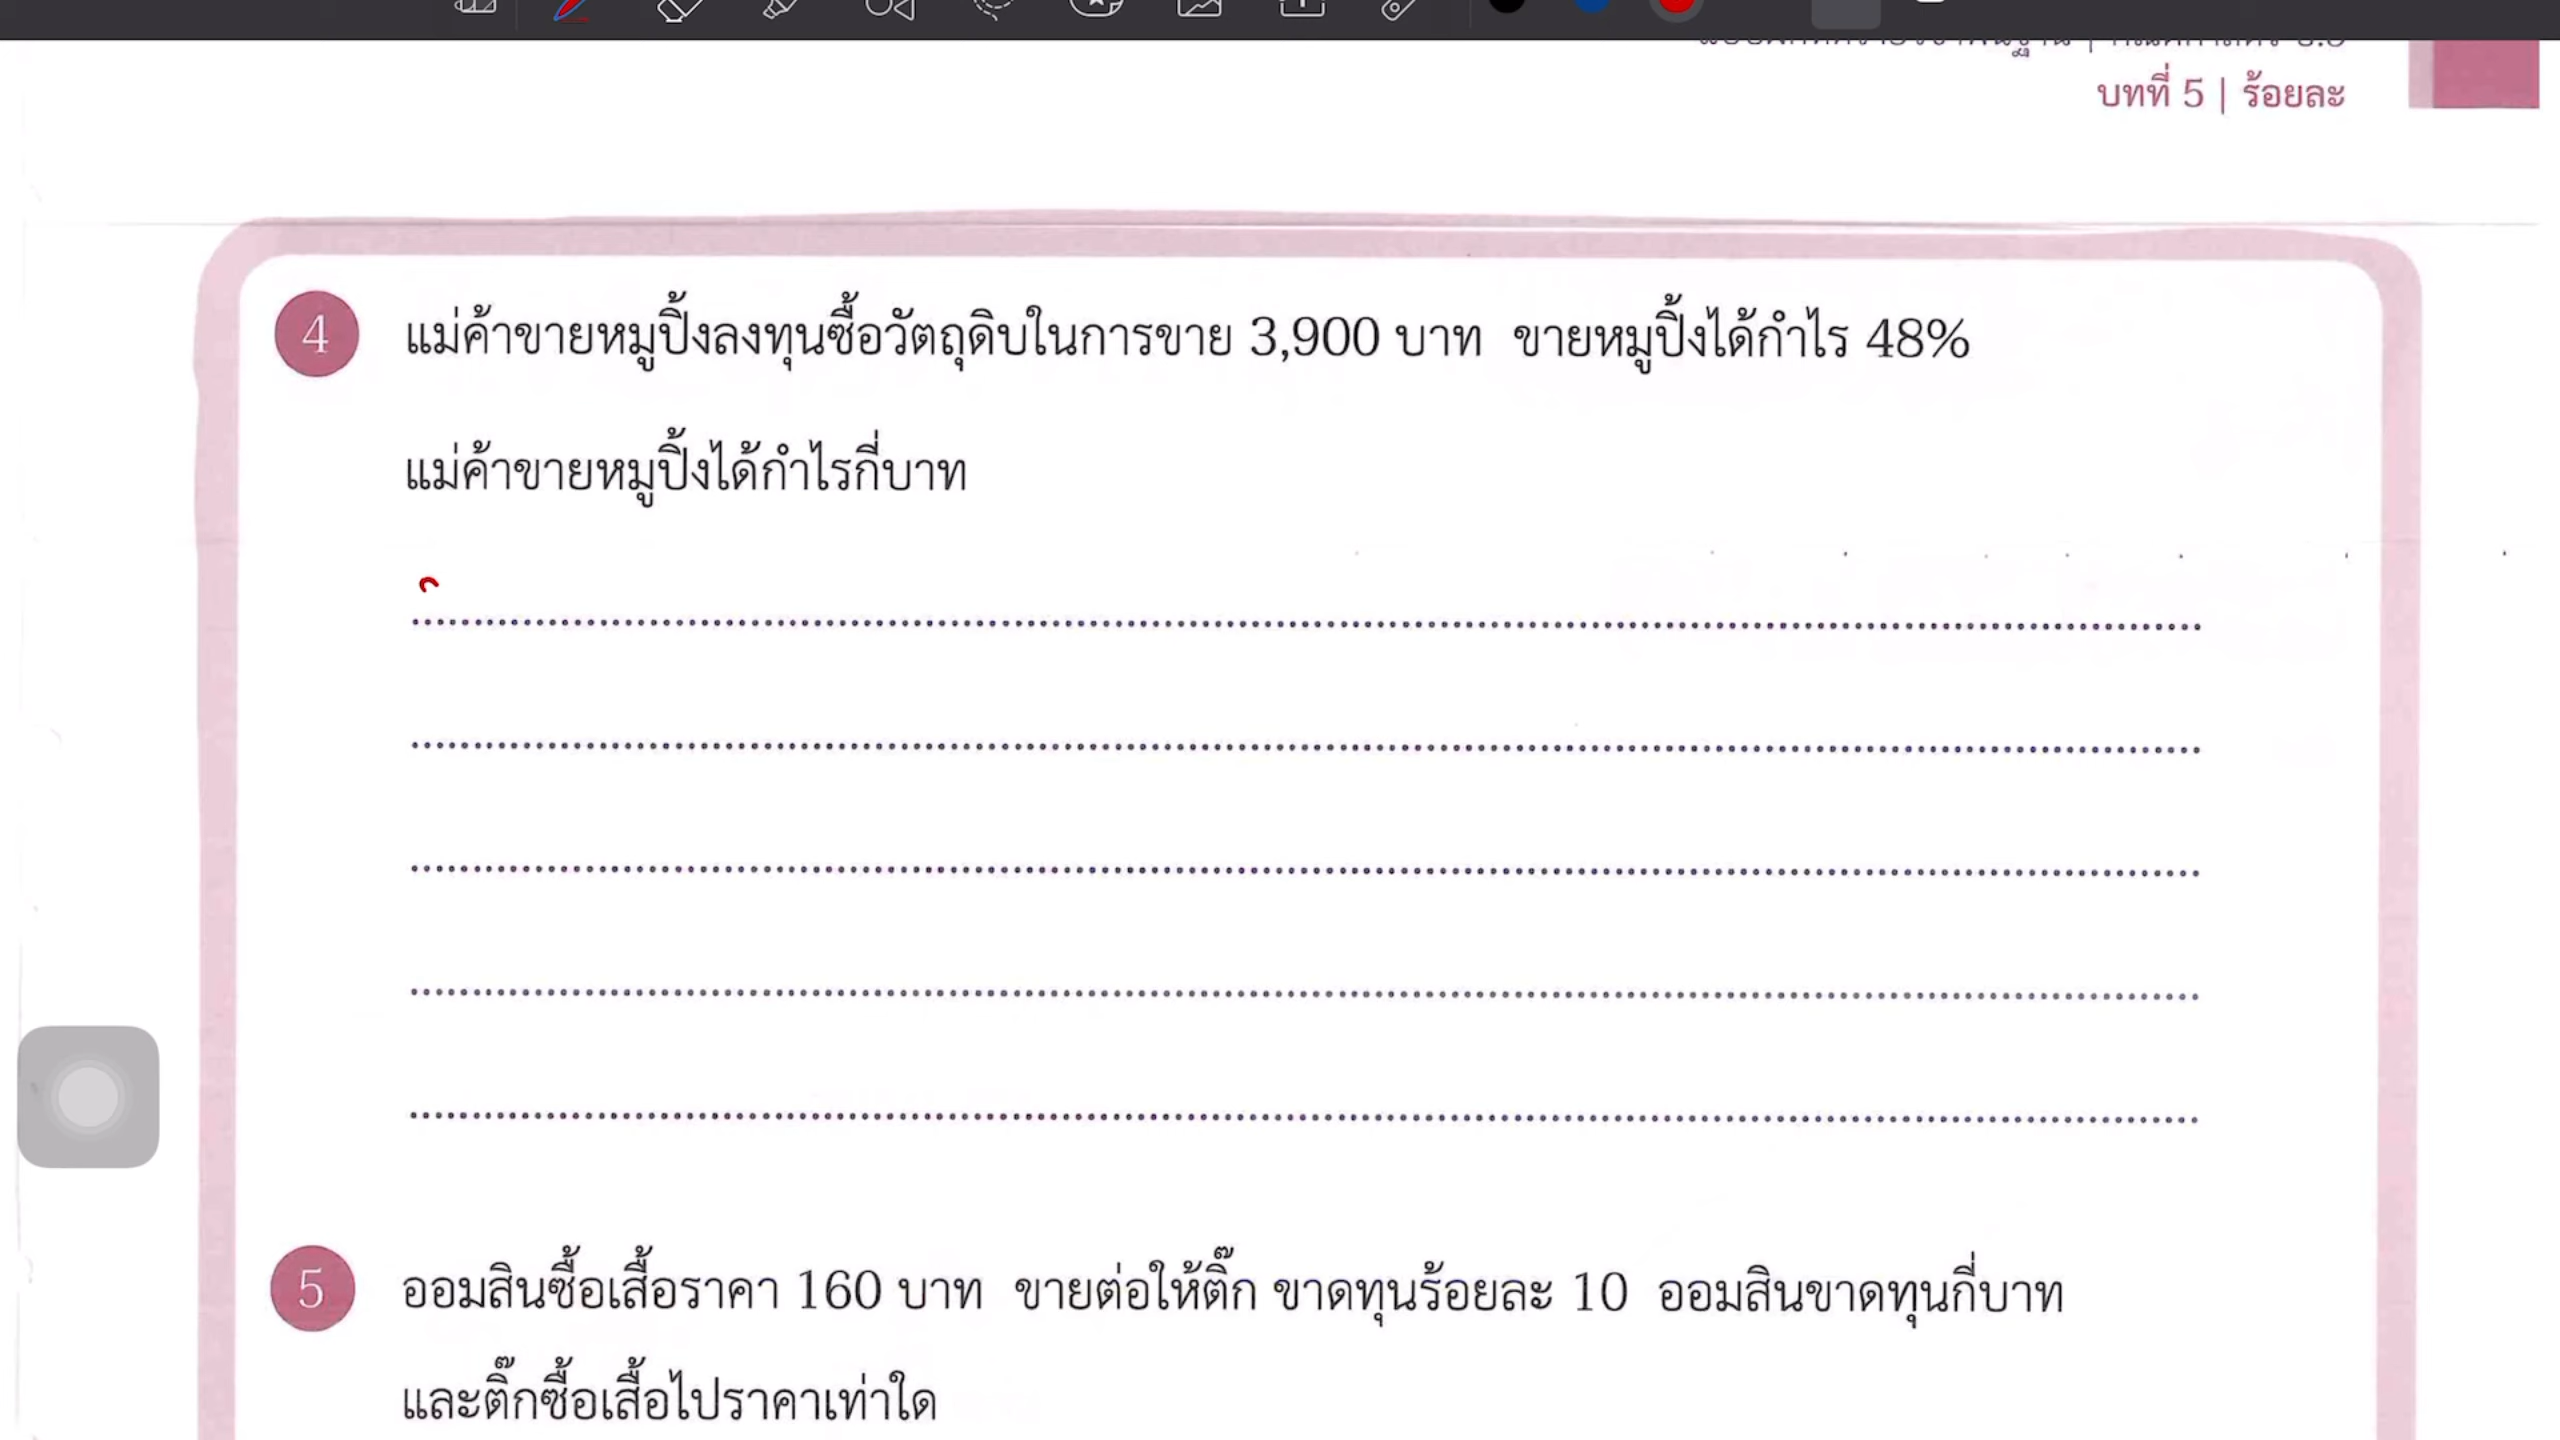 บทที่ 5 | ร้อยละ
4 แม่ค้าขายหมูปิ้งลงทุนซื้อวัตถุดิบในการขาย 3,900 บาท ขายหมูปิ้งได้กำไร 48%
แม่ค้าขายหมูปิ้งได้กำไรกี่บาท
5 ออมสินซื้อเสื้อราคา 160 บาท ขายต่อให้ติ๊ก ขาดทุนร้อยละ 10 ออมสินขาดทุนกี่บาท
และติ๊กซื้อเสื้อไปราคาเท่าใด